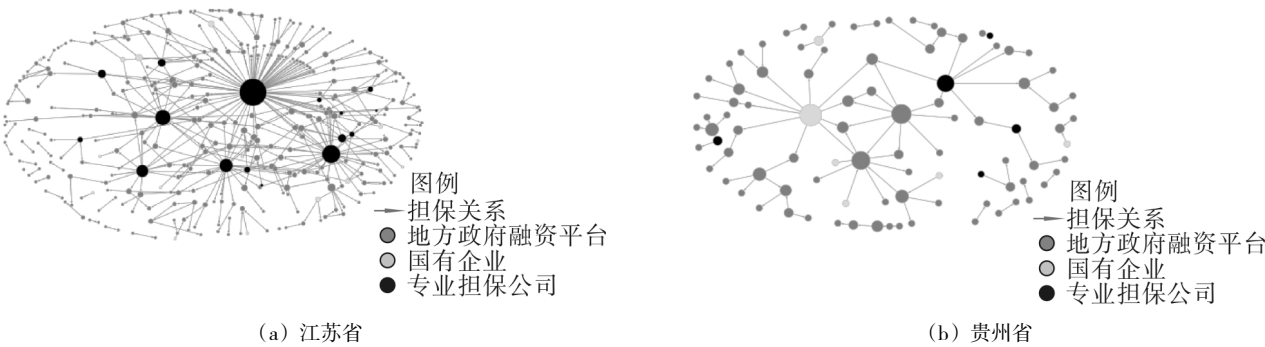 图例
担保关系
地方政府融资平台
国有企业
专业担保公司
(a) 江苏省
图例
担保关系
地方政府融资平台
国有企业
专业担保公司
(b) 贵州省